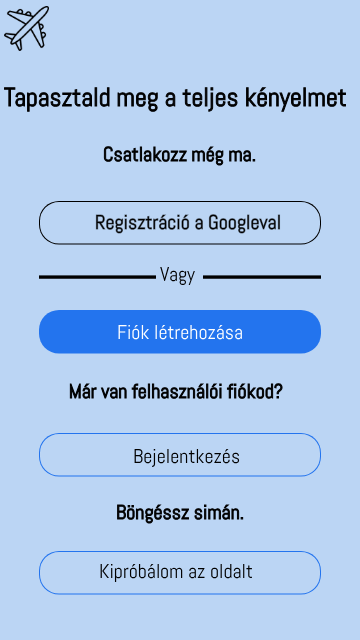 Tapasztald meg a teljes kényelmet
Csatlakozz még ma.
Regisztráció a Googleval
Vagy
Fiók létrehozása
Már van felhasználói fiókod?
Bejelentkezés
Böngéssz simán.
Kipróbálom az oldalt